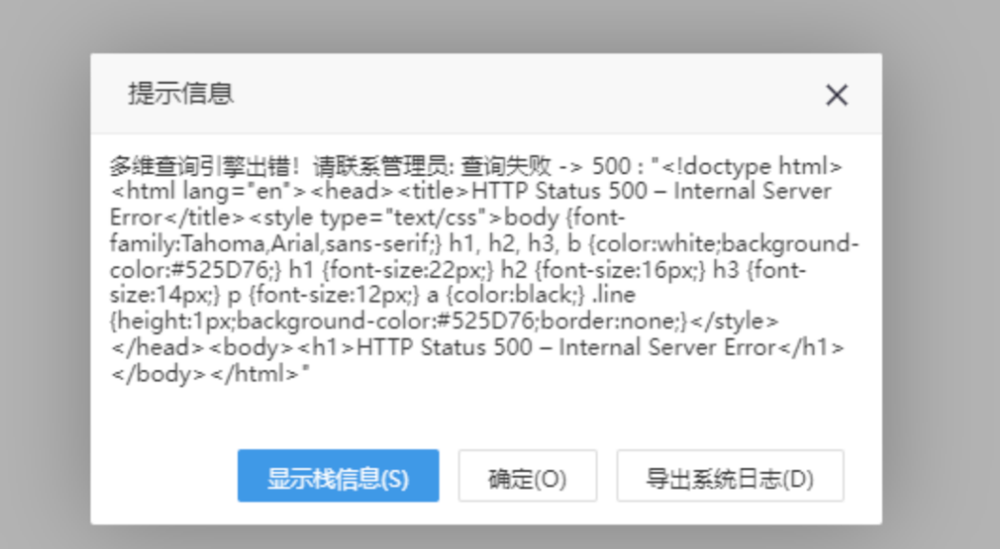 提示信息
多维查询引擎出错！请联系管理员: 查询失败 -> 500 : "<!doctype html>
<html lang="en"><head><title>HTTP Status 500 – Internal Server
Error</title><style type="text/css">body {font-
family:Tahoma,Arial,sans-serif;} h1, h2, h3, b {color:white;background-
color:#525D76;} h1 {font-size:22px;} h2 {font-size:16px;} h3 {font-
size:14px;} p {font-size:12px;} a {color:black;} .line
{height:1px;background-color:#525D76;border:none;}</style>
</head><body><h1>HTTP Status 500 – Internal Server Error</h1>
</body></html>"
显示栈信息(S) 确定(O) 导出系统日志(D)